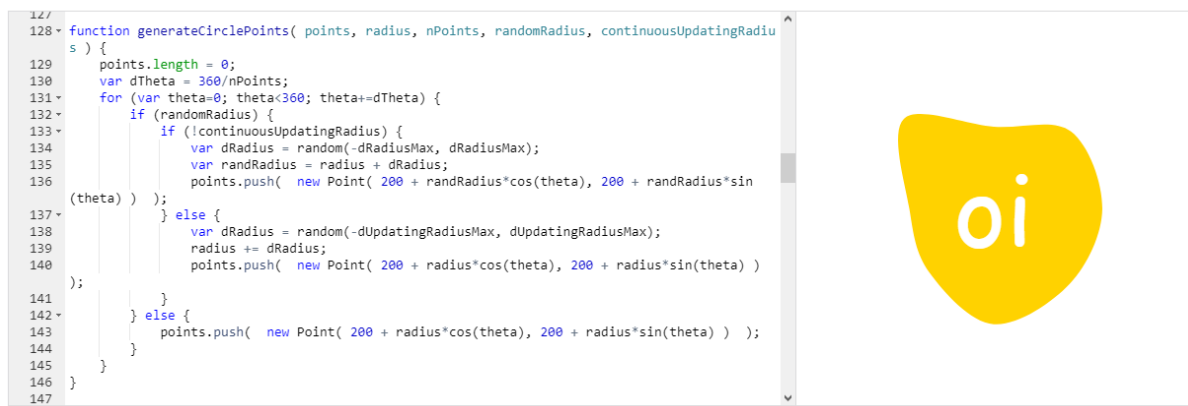 127
128 function generateCirclePoints( points, radius, nPoints, randomRadius, continuousUpdatingRadiu
s ) {
129 points.length = 0;
130 var dTheta = 360/nPoints;
131 for (var theta=0; theta<360; theta+=dTheta) {
132 if (randomRadius) {
133 if (!continuousUpdatingRadius) {
134 var dRadius = random(-dRadiusMax, dRadiusMax);
135 var randRadius = radius + dRadius;
136 points.push(  new Point( 200 + randRadius*cos(theta), 200 + randRadius*sin
(theta) )  );
137 } else {
138 var dRadius = random(-dUpdatingRadiusMax, dUpdatingRadiusMax);
139 radius += dRadius;
140 points.push(  new Point( 200 + radius*cos(theta), 200 + radius*sin(theta) )
);
141 }
142 } else {
143 points.push(  new Point( 200 + radius*cos(theta), 200 + radius*sin(theta) )  );
144 }
145 }
146 }
147
oi